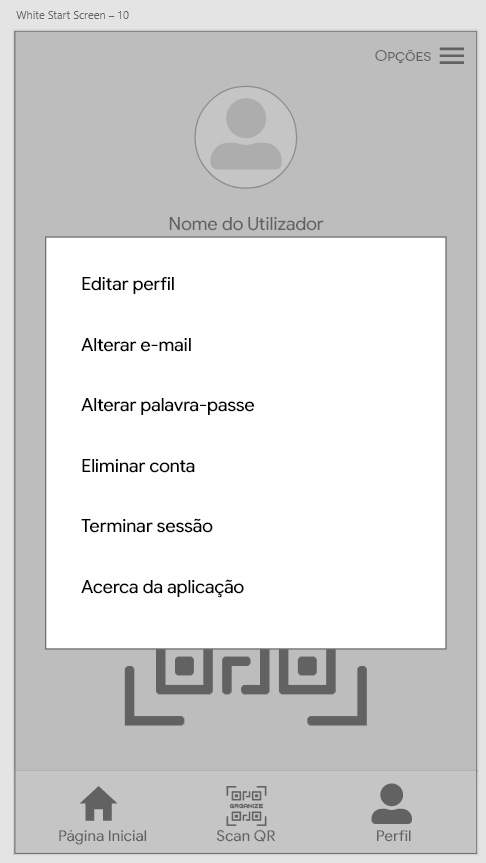 White Start Screen – 10
Opções
Nome do Utilizador
Editar perfil
Alterar e-mail
Alterar palavra-passe
Eliminar conta
Terminar sessão
Acerca da aplicação
QRGANIZE
Página Inicial
Scan QR
Perfil